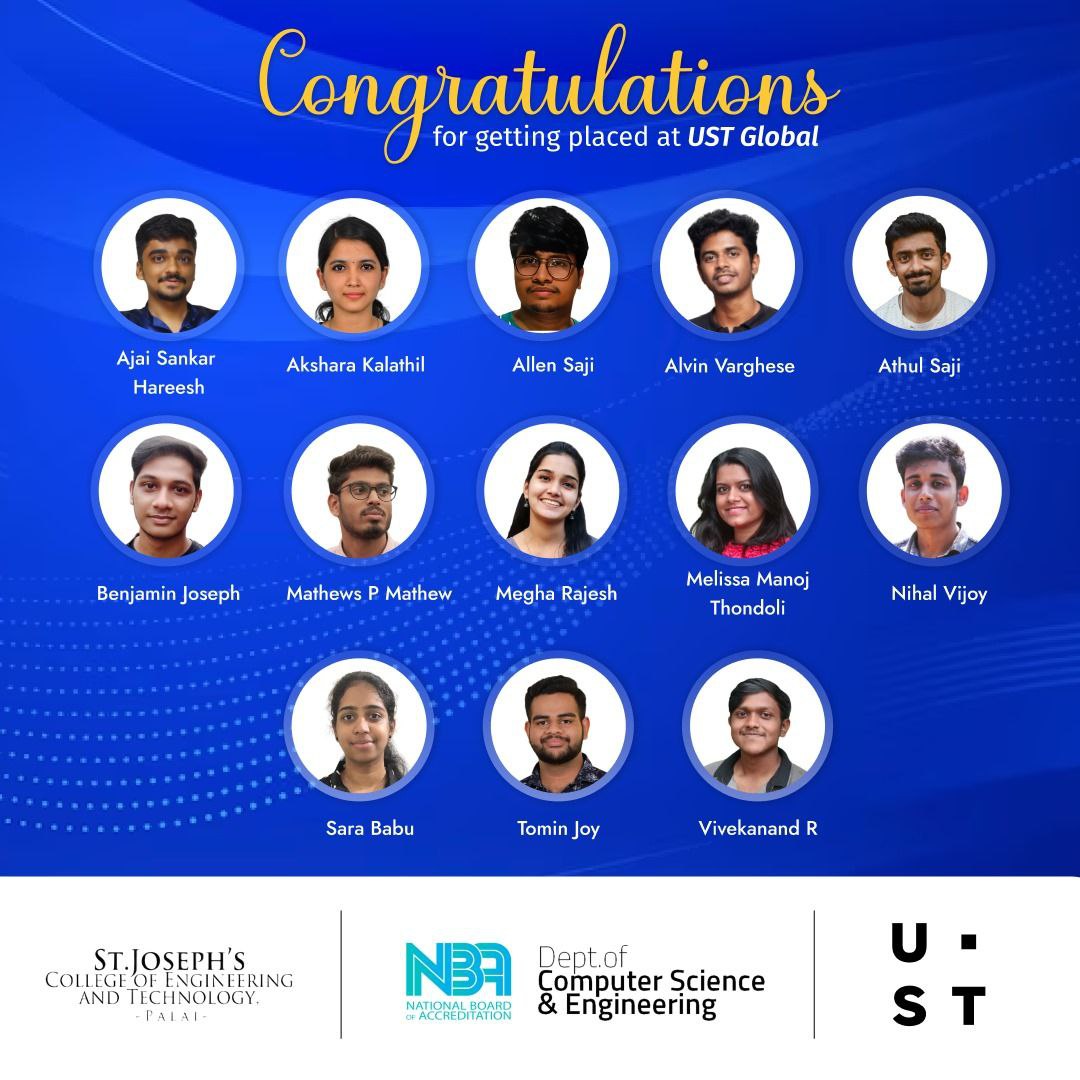 Congratulations
for getting placed at UST Global
Ajai Sankar
Hareesh
Akshara Kalathil
Allen Saji
Alvin Varghese
Athul Saji
Benjamin Joseph
Mathews P Mathew
Megha Rajesh
Melissa Manoj
Thondoli
Nihal Vijoy
Sara Babu
Tomin Joy
Vivekanand R
ST.JOSEPH'S
COLLEGE OF ENGINEERING
AND TECHNOLOGY.
-PALAI-
NBA
NATIONAL BOARD
OF ACCREDITATION
Dept.of
Computer Science
& Engineering
U ·
ST